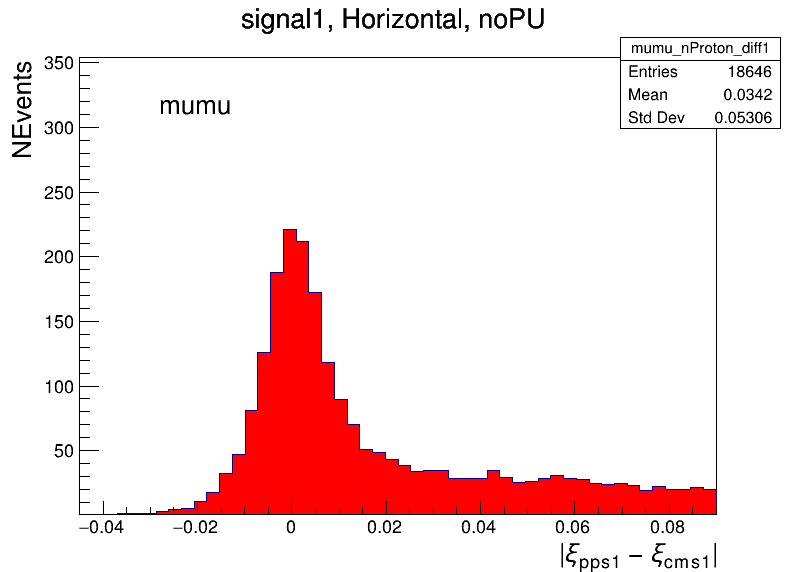 signal1, Horizontal, noPU
mumu_nProton_diff1
Entries 18646
Mean 0.0342
Std Dev 0.05306
NEvents
mumu
350
300
250
200
150
100
50
−0.04 −0.02 0 0.02 0.04 0.06 0.08
|ξpps1 − ξcms1|